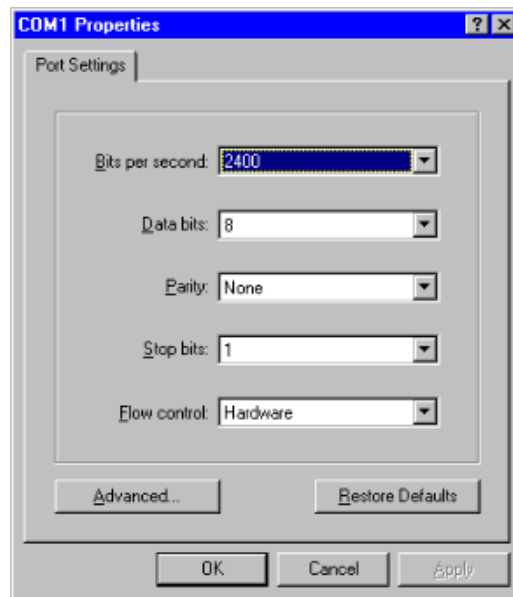 COM1 Properties
Port Settings
Bits per second: 2400
Data bits: 8
Parity: None
Stop bits: 1
Flow control: Hardware
Advanced... Restore Defaults
OK Cancel Apply